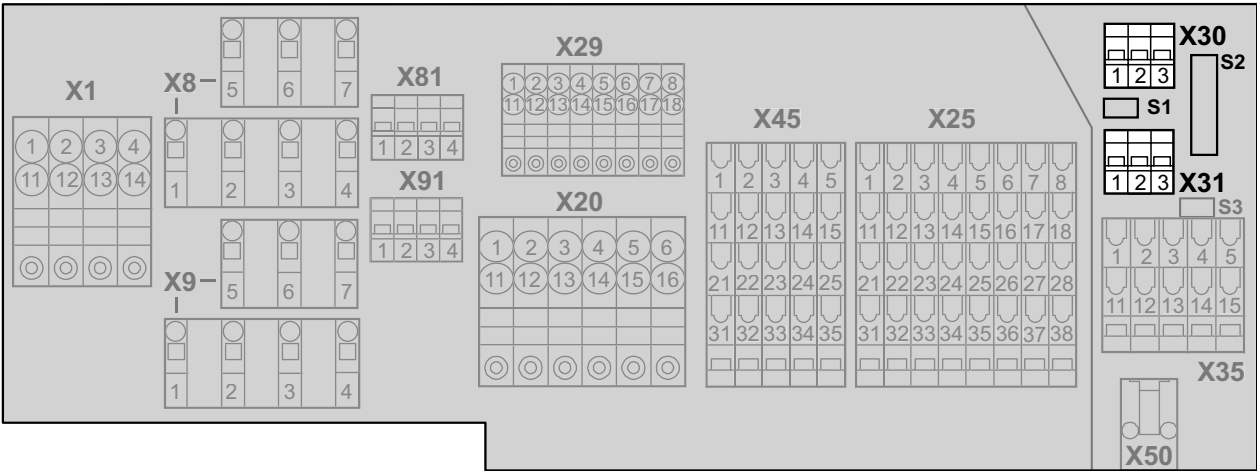 X1
1 2 3 4
11 12 13 14
X8
5 6 7
1 2 3 4
X9
5 6 7
1 2 3 4
X81
1 2 3 4
X91
1 2 3 4
X29
1 2 3 4 5 6 7 8
11 12 13 14 15 16 17 18
X20
1 2 3 4 5 6
11 12 13 14 15 16
X45
1 2 3 4 5
11 12 13 14 15
21 22 23 24 25
31 32 33 34 35
X25
1 2 3 4 5 6 7 8
11 12 13 14 15 16 17 18
21 22 23 24 25 26 27 28
31 32 33 34 35 36 37 38
X30
1 2 3
S2
S1
1 2 3
X31
S3
1 2 3 4 5
11 12 13 14 15
X35
X50